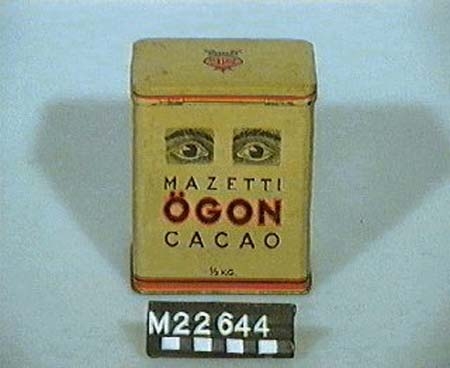 MAZETTI
ÖGON
CACAO
½ KG.
M22644